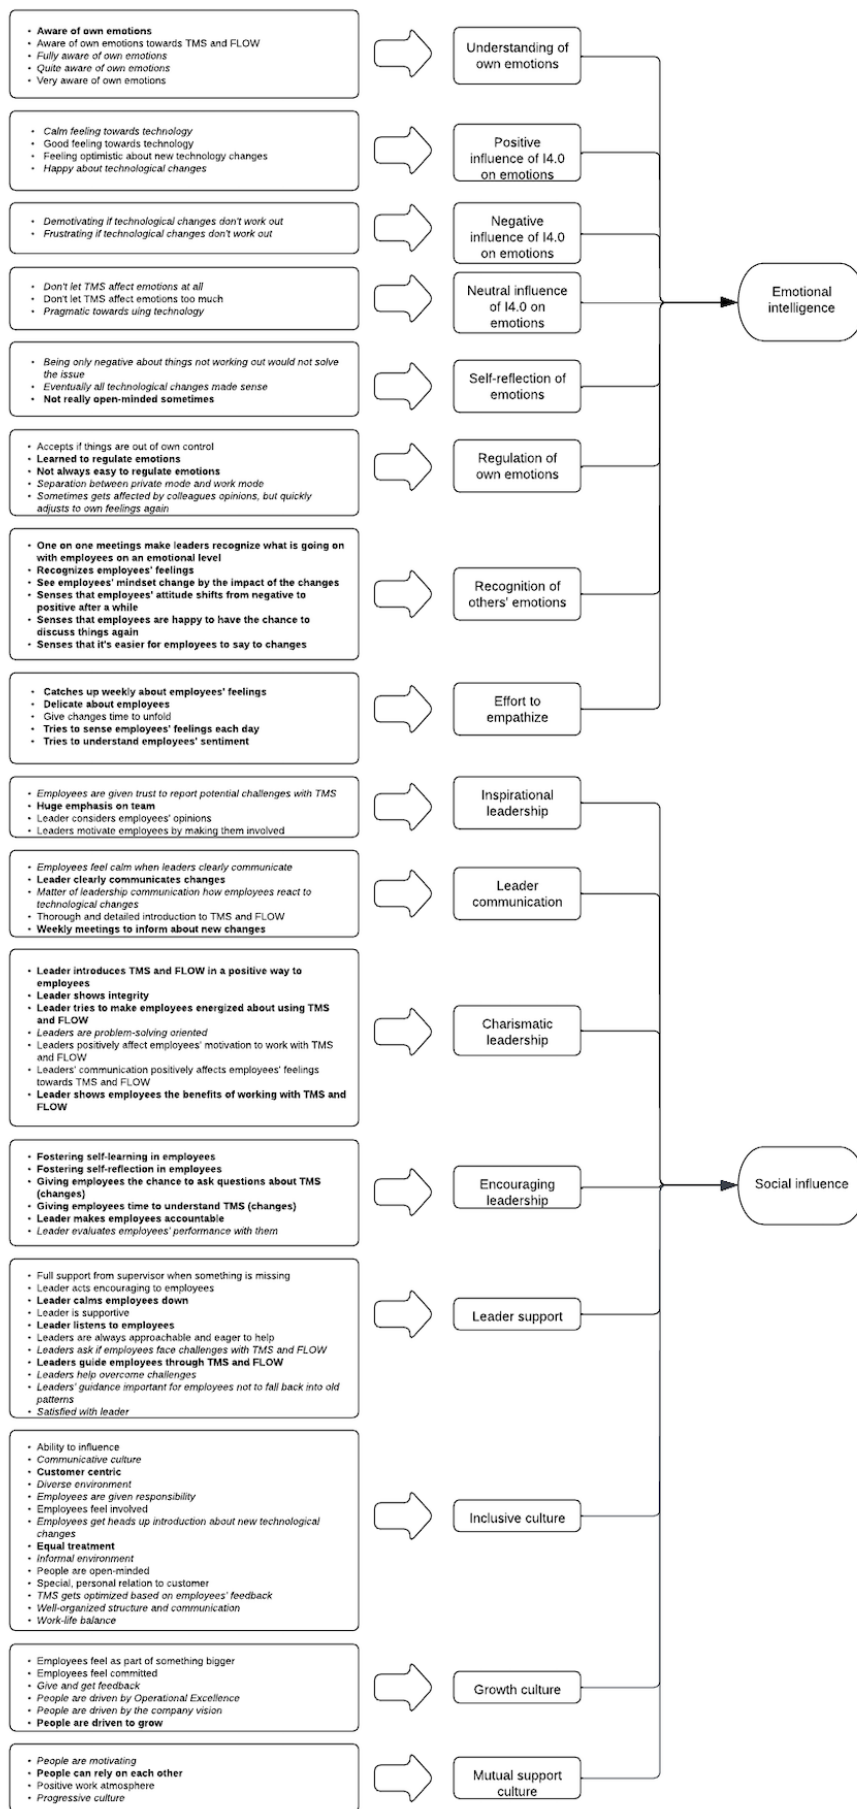 • Aware of own emotions
• Aware of own emotions towards TMS and FLOW
• Fully aware of own emotions
• Quite aware of own emotions
• Very aware of own emotions
Understanding of
own emotions
• Calm feeling towards technology
• Good feeling towards technology
• Feeling optimistic about new technology changes
• Happy about technological changes
Positive
influence of I4.0
on emotions
• Demotivating if technological changes don't work out
• Frustrating if technological changes don't work out
Negative
influence of I4.0
on emotions
• Don't let TMS affect emotions at all
• Don't let TMS affect emotions too much
• Pragmatic towards uing technology
Neutral influence
of I4.0 on
emotions
Emotional
intelligence
• Being only negative about things not working out would not solve
the issue
• Eventually all technological changes made sense
• Not really open-minded sometimes
Self-reflection of
emotions
• Accepts if things are out of own control
• Learned to regulate emotions
• Not always easy to regulate emotions
• Separation between private mode and work mode
• Sometimes gets affected by colleagues opinions, but quickly
adjusts to own feelings again
Regulation of
own emotions
• One on one meetings make leaders recognize what is going on
with employees on an emotional level
• Recognizes employees' feelings
• See employees' mindset change by the impact of the changes
• Senses that employees' attitude shifts from negative to
positive after a while
• Senses that employees are happy to have the chance to
discuss things again
• Senses that it's easier for employees to say to changes
Recognition of
others' emotions
• Catches up weekly about employees' feelings
• Delicate about employees
• Give changes time to unfold
• Tries to sense employees' feelings each day
• Tries to understand employees' sentiment
Effort to
empathize
• Employees are given trust to report potential challenges with TMS
• Huge emphasis on team
• Leader considers employees' opinions
• Leaders motivate employees by making them involved
Inspirational
leadership
• Employees feel calm when leaders clearly communicate
• Leader clearly communicates changes
• Matter of leadership communication how employees react to
technological changes
• Thorough and detailed introduction to TMS and FLOW
• Weekly meetings to inform about new changes
Leader
communication
• Leader introduces TMS and FLOW in a positive way to
employees
• Leader shows integrity
• Leader tries to make employees energized about using TMS
and FLOW
• Leaders are problem-solving oriented
• Leaders positively affect employees' motivation to work with TMS
and FLOW
• Leaders' communication positively affects employees' feelings
towards TMS and FLOW
• Leader shows employees the benefits of working with TMS and
FLOW
Charismatic
leadership
• Fostering self-learning in employees
• Fostering self-reflection in employees
• Giving employees the chance to ask questions about TMS
(changes)
• Giving employees time to understand TMS (changes)
• Leader makes employees accountable
• Leader evaluates employees' performance with them
Encouraging
leadership
Social influence
• Full support from supervisor when something is missing
• Leader acts encouraging to employees
• Leader calms employees down
• Leader is supportive
• Leader listens to employees
• Leaders are always approachable and eager to help
• Leaders ask if employees face challenges with TMS and FLOW
• Leaders guide employees through TMS and FLOW
• Leaders help overcome challenges
• Leaders' guidance important for employees not to fall back into old
patterns
• Satisfied with leader
Leader support
• Ability to influence
• Communicative culture
• Customer centric
• Diverse environment
• Employees are given responsibility
• Employees feel involved
• Employees get heads up introduction about new technological
changes
• Equal treatment
• Informal environment
• People are open-minded
• Special, personal relation to customer
• TMS gets optimized based on employees' feedback
• Well-organized structure and communication
• Work-life balance
Inclusive culture
• Employees feel as part of something bigger
• Employees feel committed
• Give and get feedback
• People are driven by Operational Excellence
• People are driven by the company vision
• People are driven to grow
Growth culture
• People are motivating
• People can rely on each other
• Positive work atmosphere
• Progressive culture
Mutual support
culture